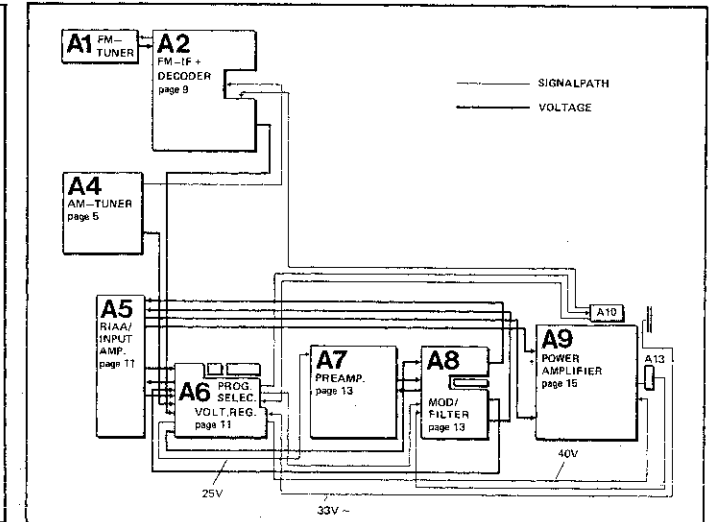 A1 FM-
TUNER
A2
FM-IF+
DECODER
page 9
SIGNALPATH
VOLTAGE
A4
AM-TUNER
page 5
A5
RIAA/
INPUT
AMP.
page 11
A6 PROG.
SELEC.
VOLT.REG.
page 11
A7
PREAMP.
page 13
A8
MOD/
FILTER
page 13
A10
A9
POWER
AMPLIFIER
page 15
A13
25V
33V ~
40V